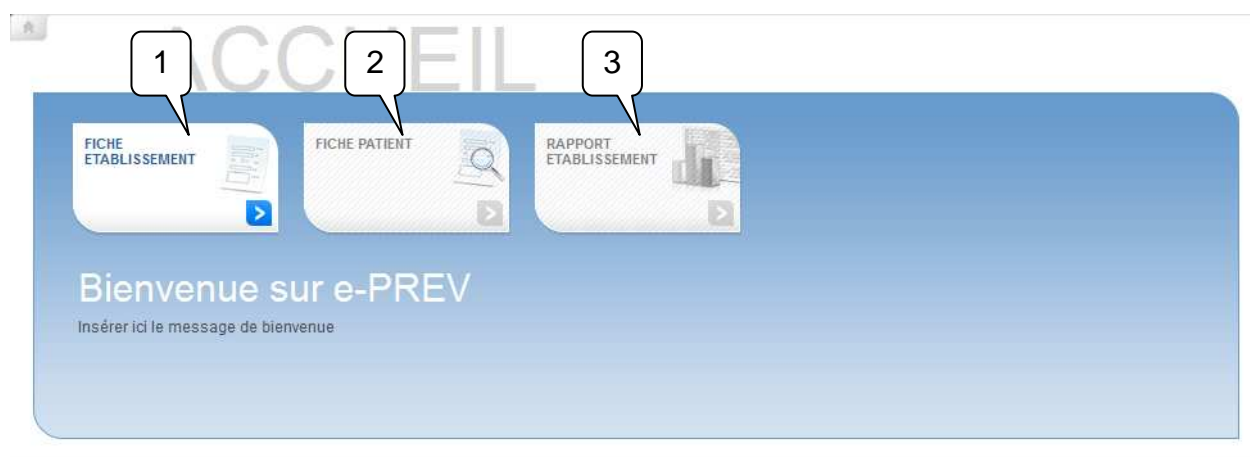 ACCUEIL
1
2
3
FICHE
ETABLISSEMENT
FICHE PATIENT
RAPPORT
ETABLISSEMENT
Bienvenue sur e-PREV
Insérer ici le message de bienvenue